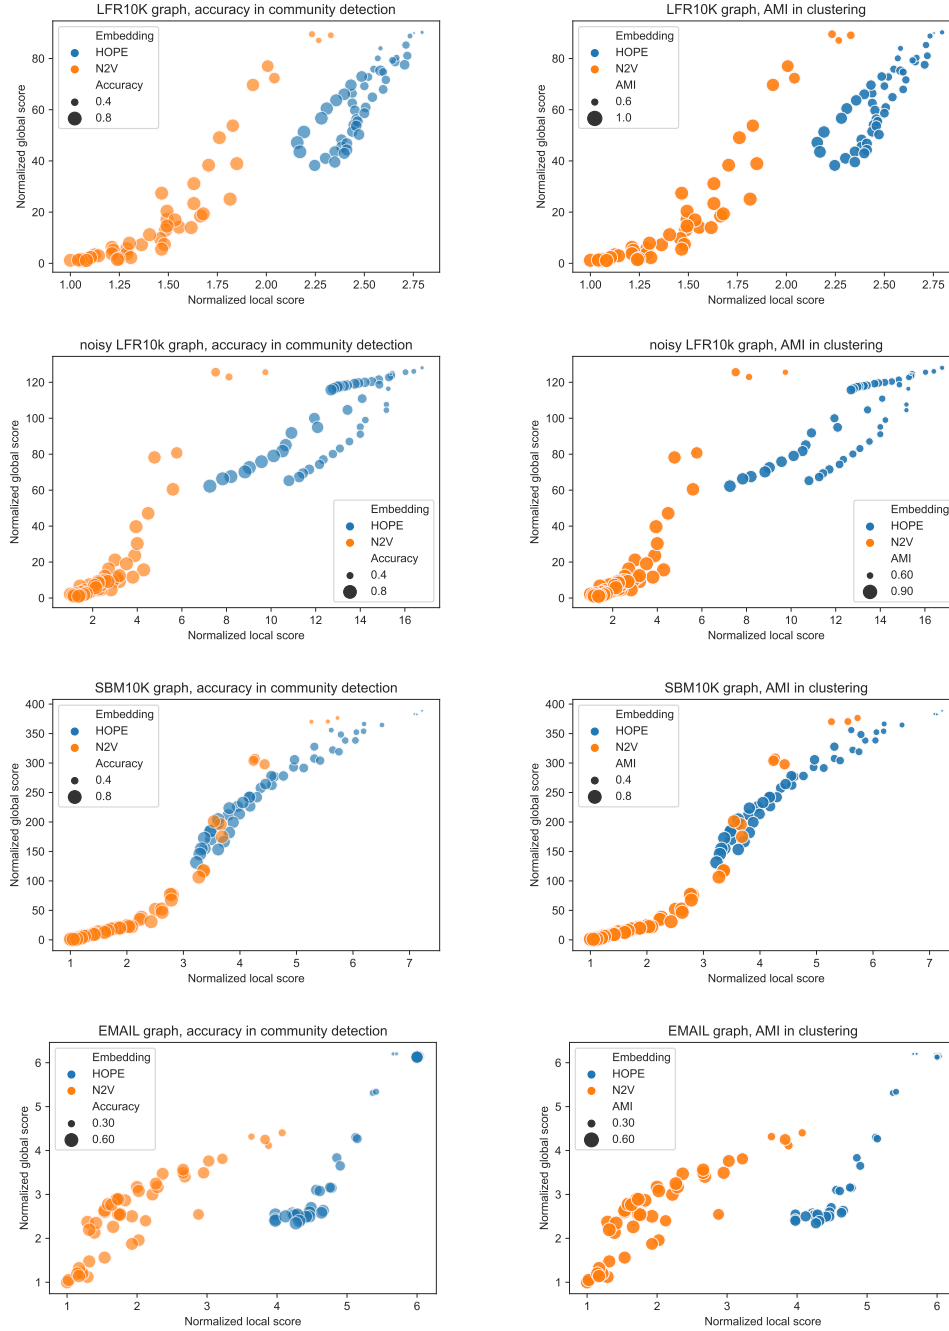 LFR10K graph, accuracy in community detection
Normalized global score
80
60
40
20
0
Embedding
HOPE
N2V
Accuracy
0.4
0.8
1.00 1.25 1.50 1.75 2.00 2.25 2.50 2.75
Normalized local score
LFR10K graph, AMI in clustering
Normalized global score
80
60
40
20
0
Embedding
HOPE
N2V
AMI
0.6
1.0
1.00 1.25 1.50 1.75 2.00 2.25 2.50 2.75
Normalized local score
noisy LFR10k graph, accuracy in community detection
Normalized global score
120
100
80
60
40
20
0
Embedding
HOPE
N2V
Accuracy
0.4
0.8
2 4 6 8 10 12 14 16
Normalized local score
noisy LFR10k graph, AMI in clustering
Normalized global score
120
100
80
60
40
20
0
Embedding
HOPE
N2V
AMI
0.60
0.90
2 4 6 8 10 12 14 16
Normalized local score
SBM10K graph, accuracy in community detection
Normalized global score
400
350
300
250
200
150
100
50
0
Embedding
HOPE
N2V
Accuracy
0.4
0.8
1 2 3 4 5 6 7
Normalized local score
SBM10K graph, AMI in clustering
Normalized global score
400
350
300
250
200
150
100
50
0
Embedding
HOPE
N2V
AMI
0.4
0.8
1 2 3 4 5 6 7
Normalized local score
EMAIL graph, accuracy in community detection
Normalized global score
6
5
4
3
2
1
Embedding
HOPE
N2V
Accuracy
0.30
0.60
1 2 3 4 5 6
Normalized local score
EMAIL graph, AMI in clustering
Normalized global score
6
5
4
3
2
1
Embedding
HOPE
N2V
AMI
0.30
0.60
1 2 3 4 5 6
Normalized local score